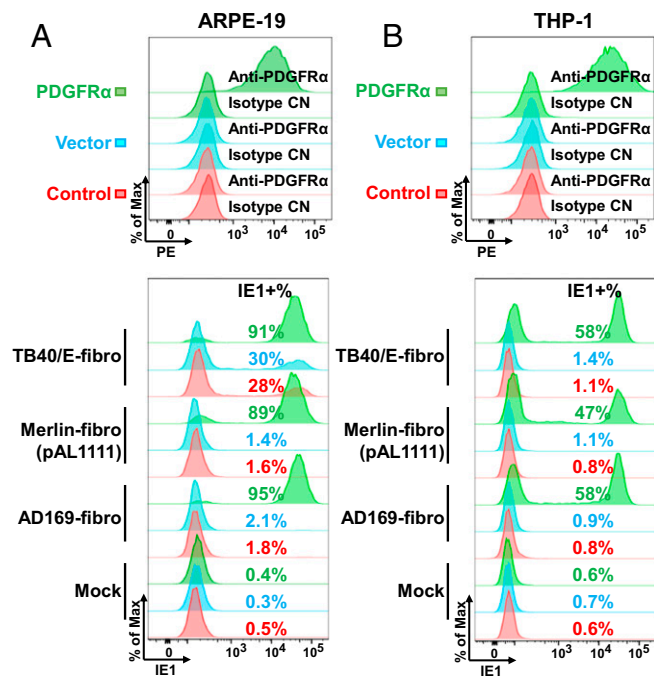 A
ARPE-19
PDGFRα
Vector
Control
Anti-PDGFRα
Isotype CN
Anti-PDGFRα
Isotype CN
Anti-PDGFRα
Isotype CN
% of Max
0 10³ 10⁴ 10⁵
PE
B
THP-1
PDGFRα
Vector
Control
Anti-PDGFRα
Isotype CN
Anti-PDGFRα
Isotype CN
Anti-PDGFRα
Isotype CN
% of Max
0 10³ 10⁴ 10⁵
PE
IE1+%
TB40/E-fibro
91%
30%
28%
Merlin-fibro
(pAL1111)
89%
1.4%
1.6%
AD169-fibro
95%
2.1%
1.8%
Mock
0.4%
0.3%
0.5%
% of Max
0 10³ 10⁴ 10⁵
IE1
IE1+%
TB40/E-fibro
58%
1.4%
1.1%
Merlin-fibro
(pAL1111)
47%
1.1%
0.8%
AD169-fibro
58%
0.9%
0.8%
Mock
0.6%
0.7%
0.6%
% of Max
0 10³ 10⁴ 10⁵
IE1